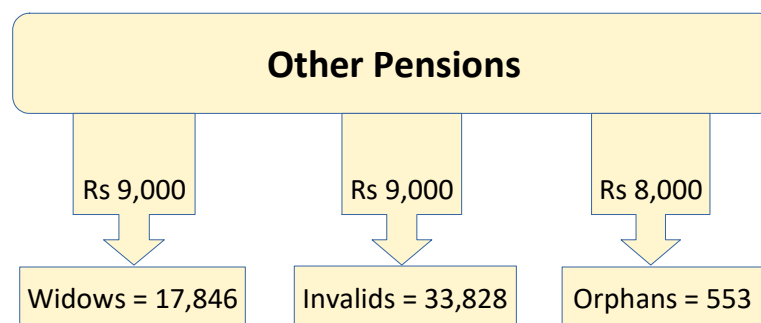 Other Pensions
Rs 9,000
Rs 9,000
Rs 8,000
Widows = 17,846
Invalids = 33,828
Orphans = 553